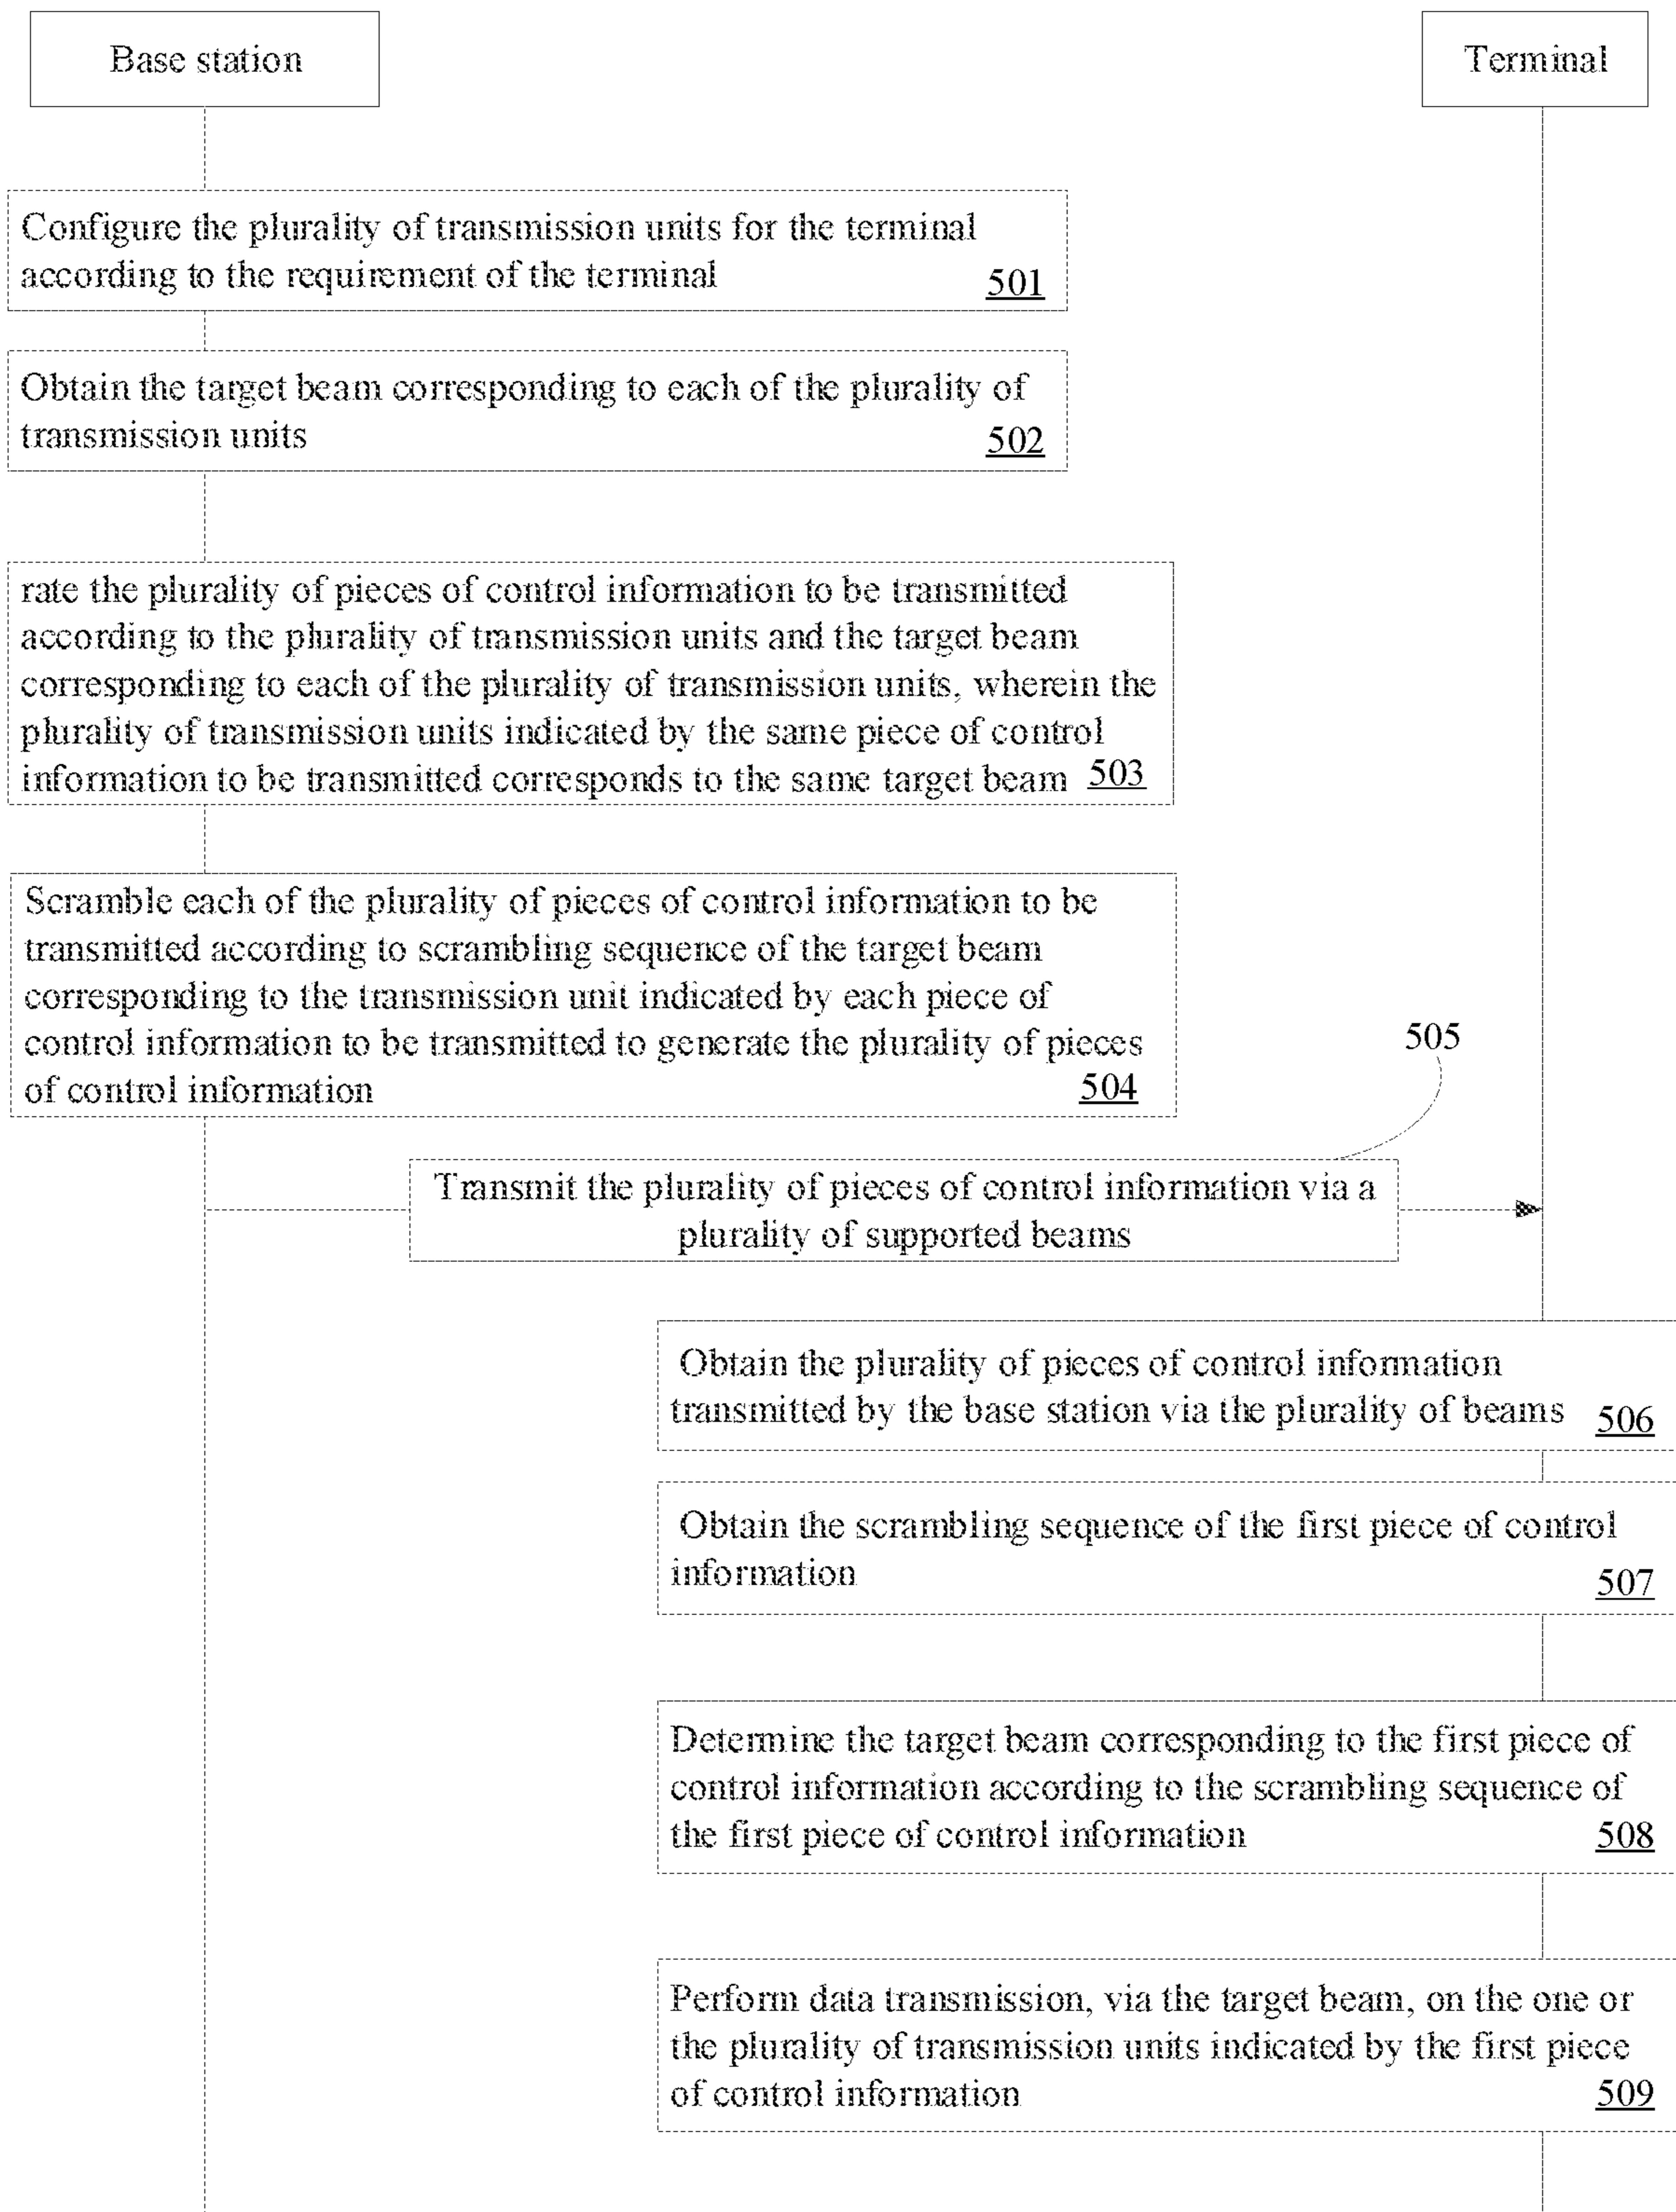 Base station
Terminal
Configure the plurality of transmission units for the terminal
according to the requirement of the terminal
501
Obtain the target beam corresponding to each of the plurality of
transmission units
502
rate the plurality of pieces of control information to be transmitted
according to the plurality of transmission units and the target beam
corresponding to each of the plurality of transmission units, wherein the
plurality of transmission units indicated by the same piece of control
information to be transmitted corresponds to the same target beam 503
Scramble each of the plurality of pieces of control information to be
transmitted according to scrambling sequence of the target beam
corresponding to the transmission unit indicated by each piece of
control information to be transmitted to generate the plurality of pieces
of control information
504
505
Transmit the plurality of pieces of control information via a
plurality of supported beams
Obtain the plurality of pieces of control information
transmitted by the base station via the plurality of beams 506
Obtain the scrambling sequence of the first piece of control
information
507
Determine the target beam corresponding to the first piece of
control information according to the scrambling sequence of
the first piece of control information
508
Perform data transmission, via the target beam, on the one or
the plurality of transmission units indicated by the first piece
of control information
509